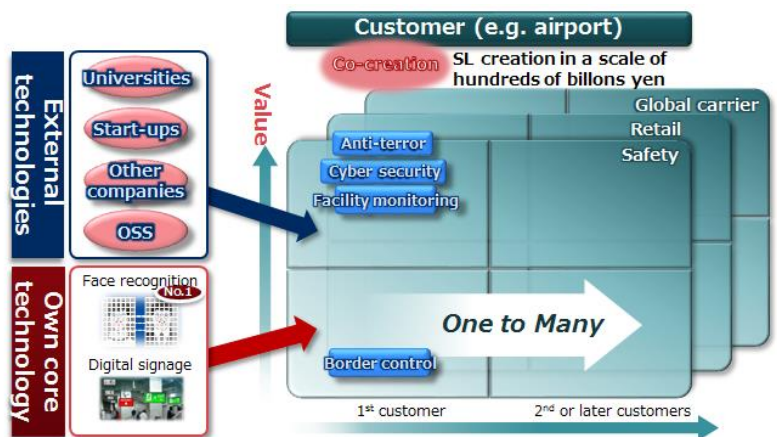 Customer (e.g. airport)
Co-creation
SL creation in a scale of
hundreds of billons yen
External
technologies
Universities
Start-ups
Other
companies
OSS
Own core
technology
Face recognition
No.1
Digital signage
Value
Global carrier
Retail
Safety
Anti-terror
Cyber security
Facility monitoring
One to Many
Border control
1st customer
2nd or later customers